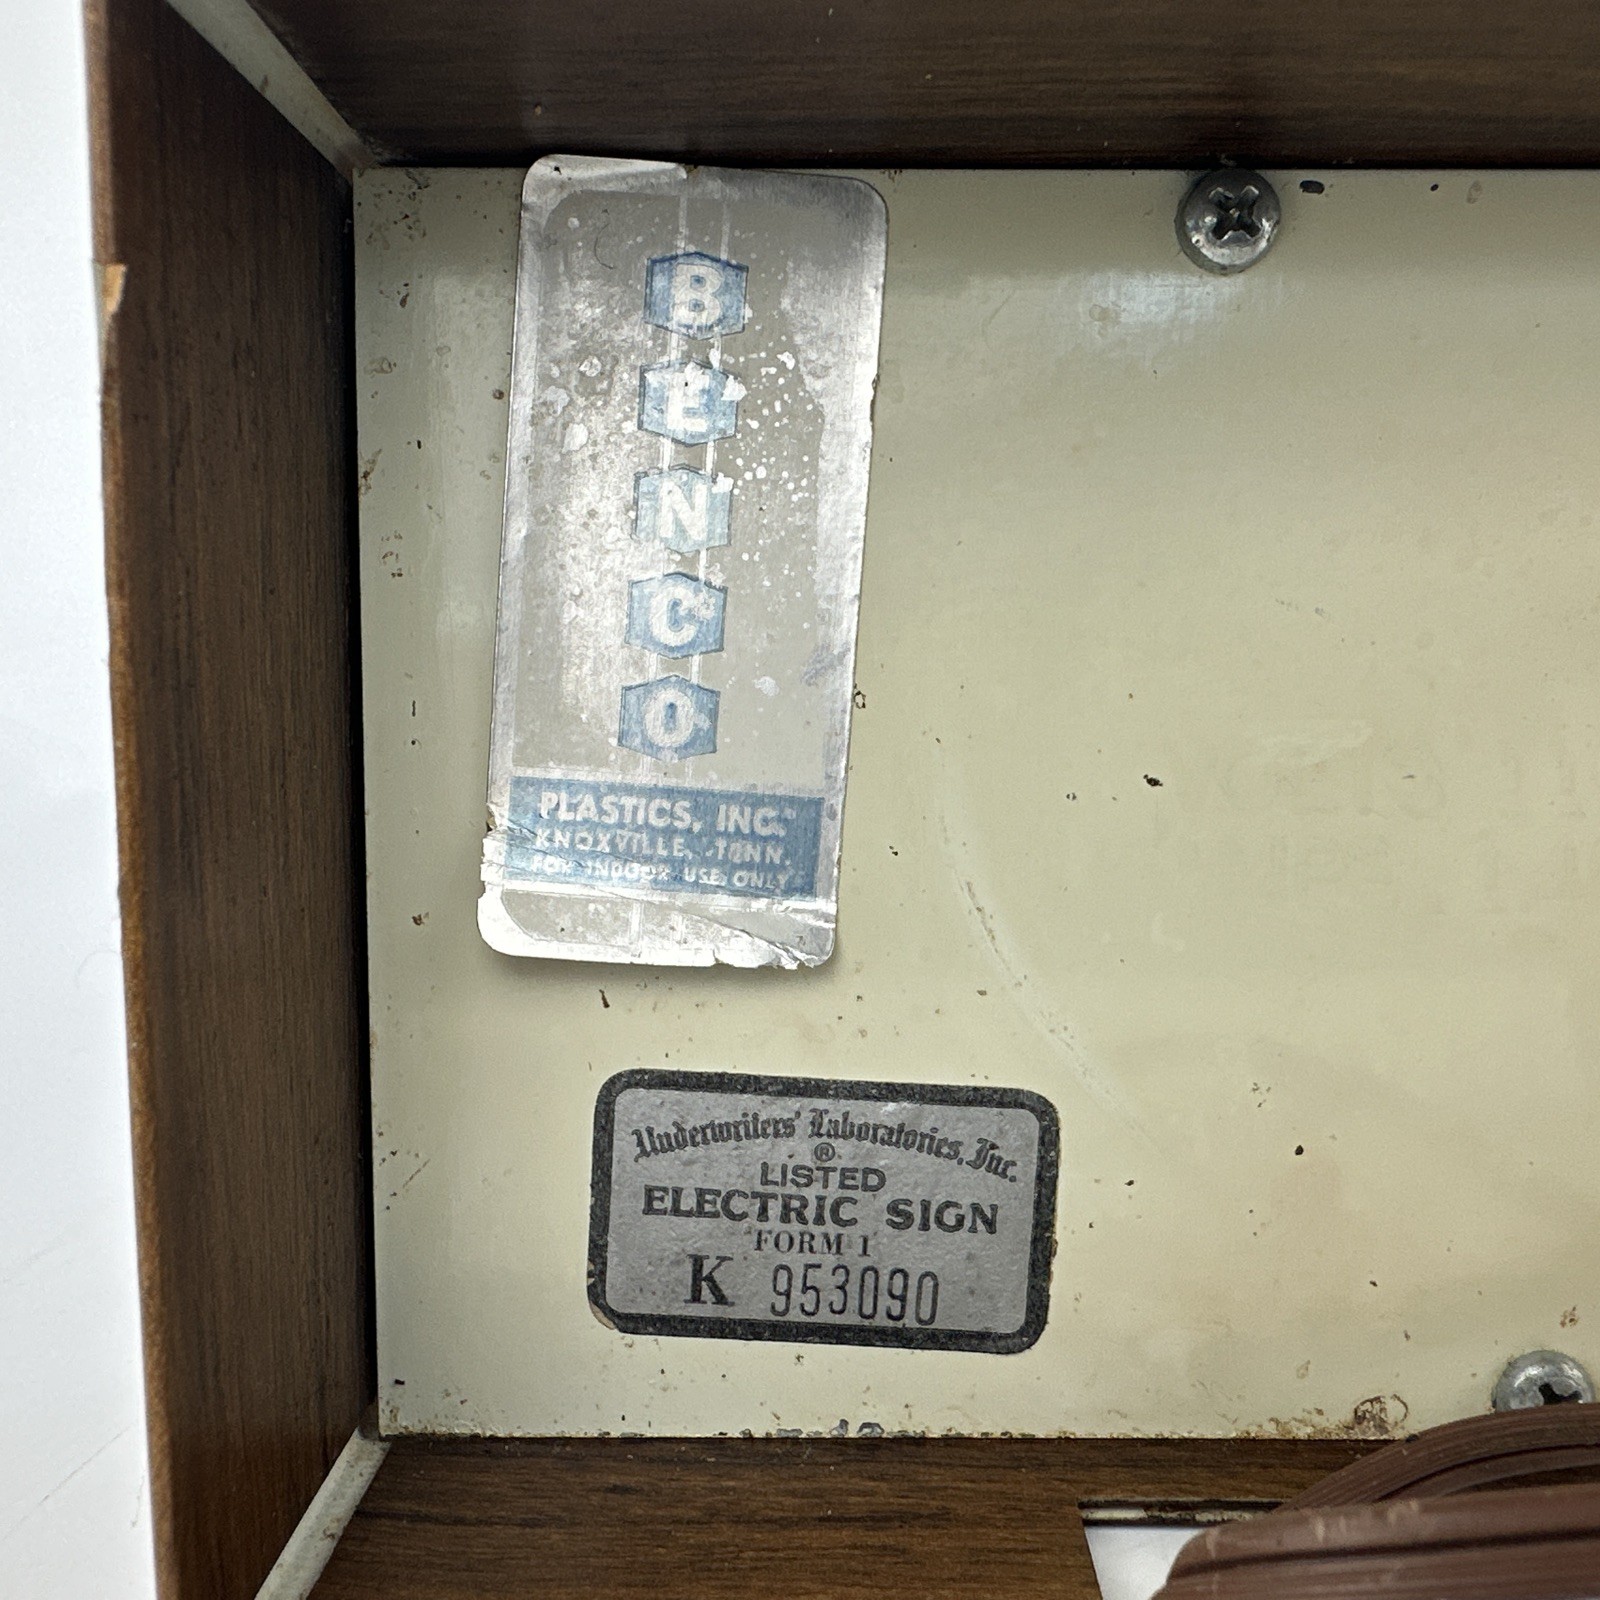 BENCO
PLASTICS, INC.
KNOXVILLE, TENN.
FOR INDOOR USE ONLY
Underwriters' Laboratories, Inc.
®
LISTED
ELECTRIC SIGN
FORM 1
K 953090